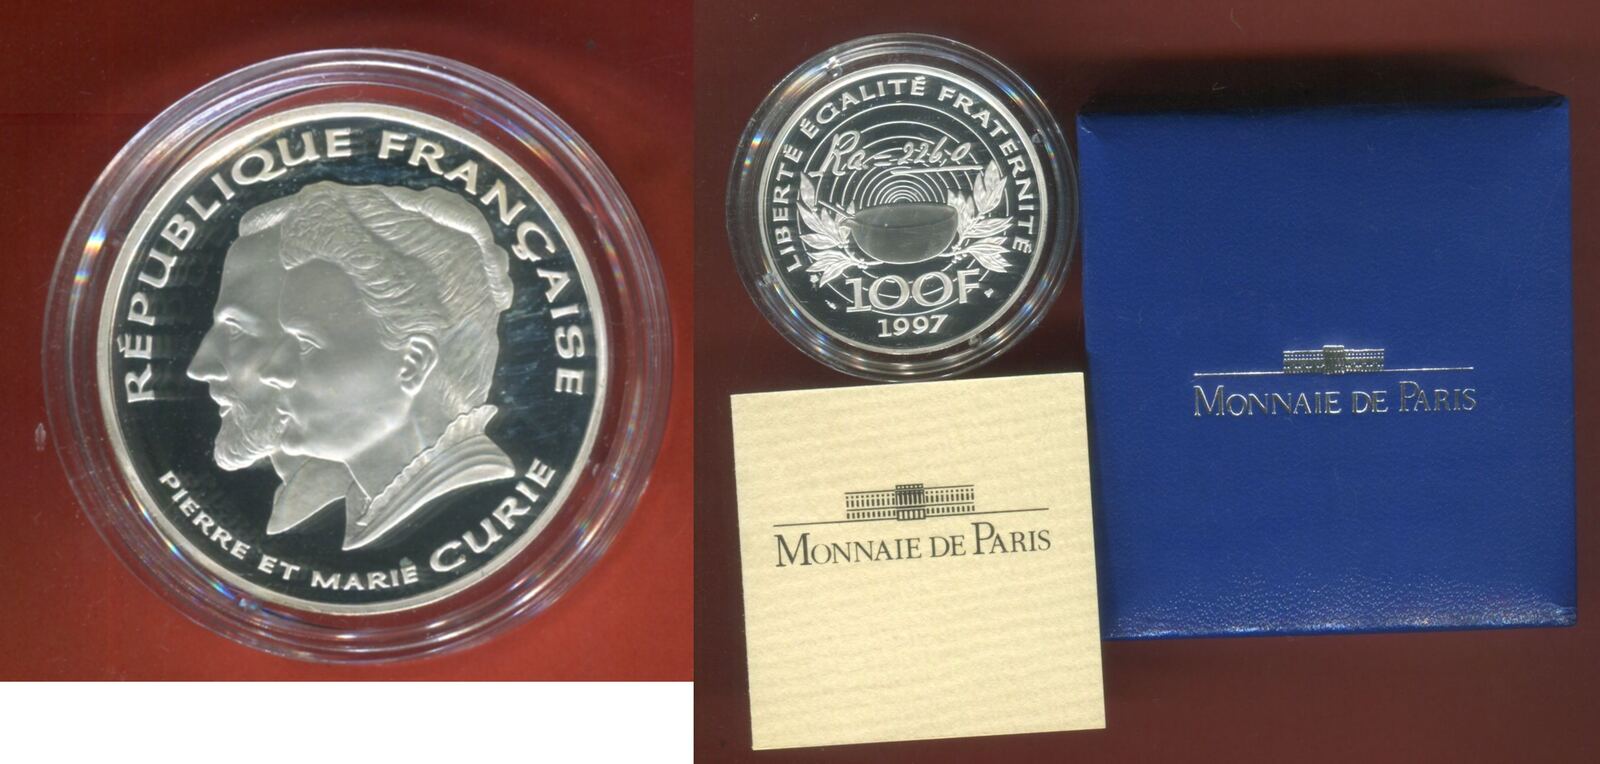 RÉPUBLIQUE FRANÇAISE
PIERRE ET MARIE CURIE
LIBERTÉ ÉGALITÉ FRATERNITÉ
Ra = 226,0
100F
1997
MONNAIE DE PARIS
MONNAIE DE PARIS